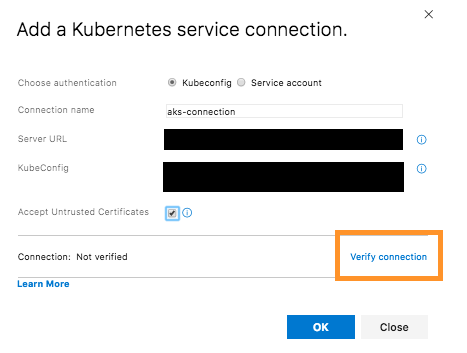 Add a Kubernetes service connection.
Choose authentication Kubeconfig Service account
Connection name aks-connection
Server URL
KubeConfig
Accept Untrusted Certificates
Connection: Not verified Verify connection
Learn More
OK Close